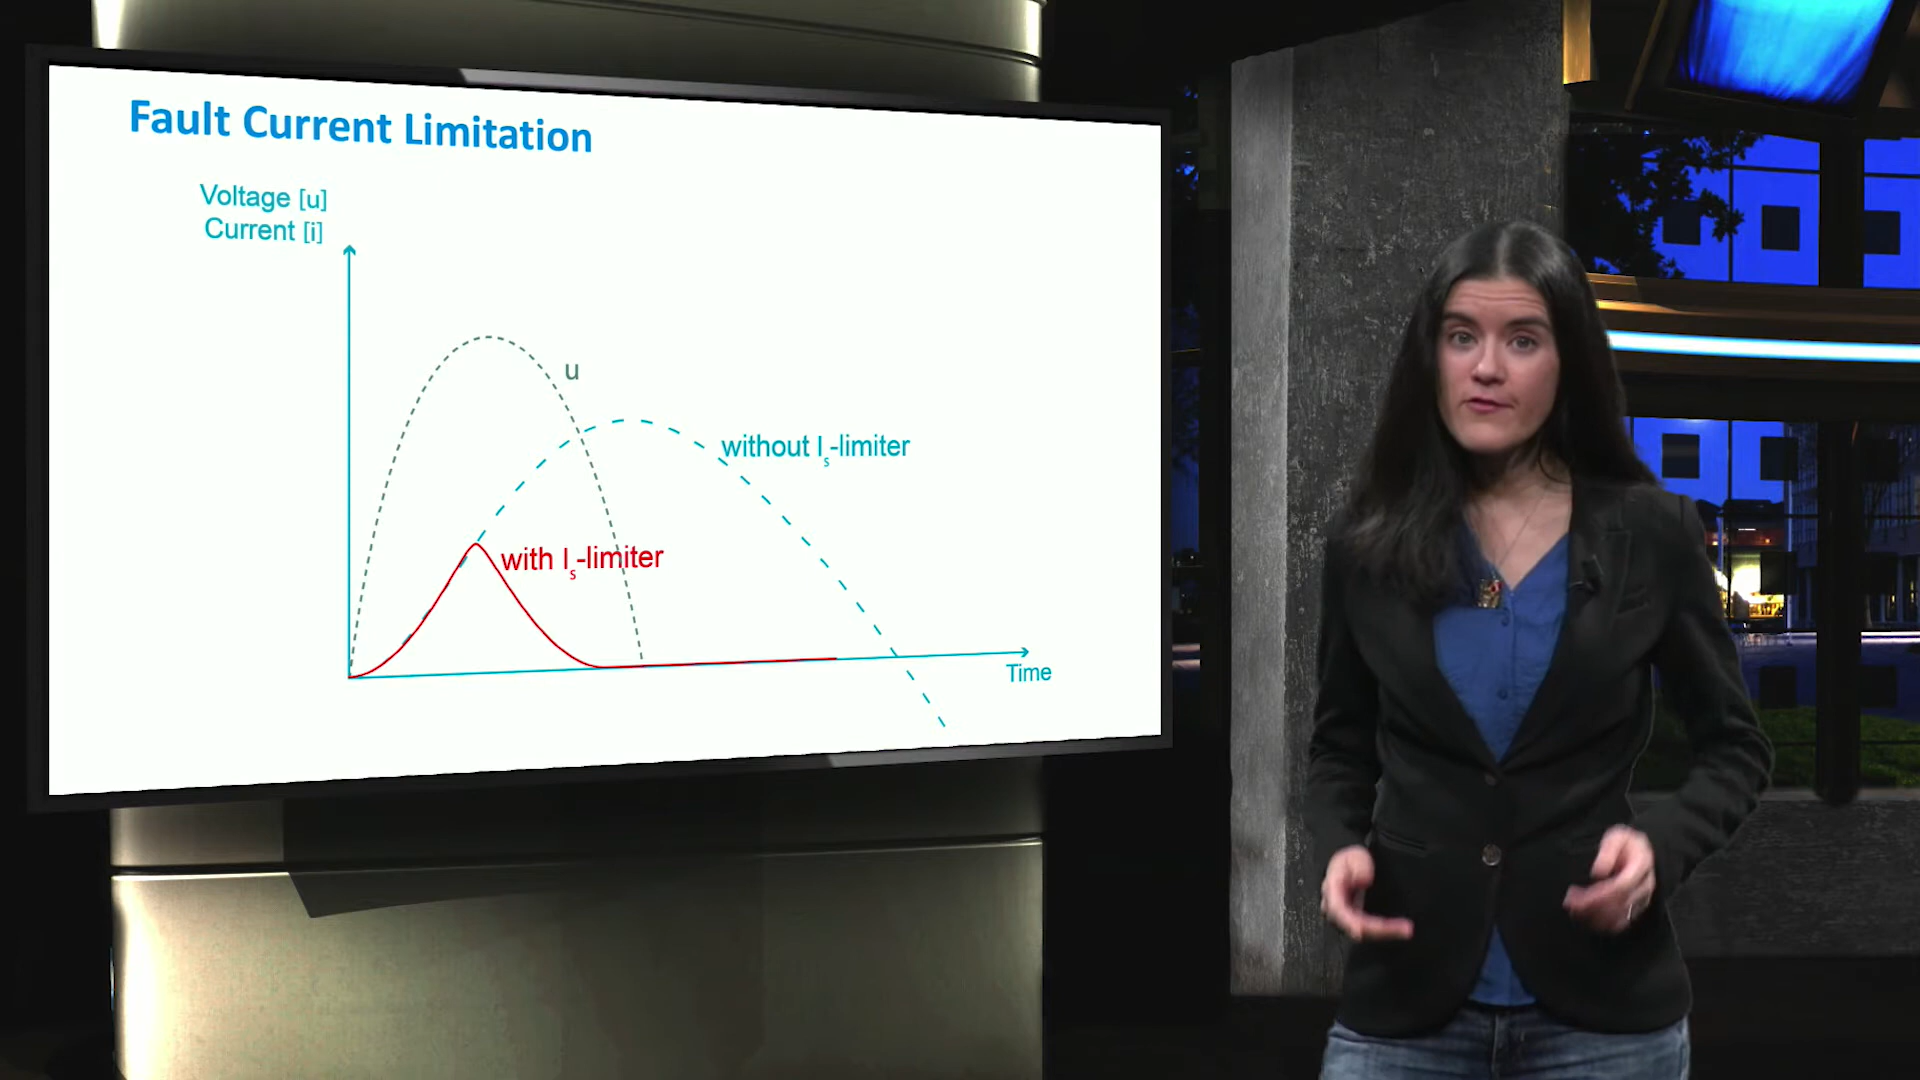 Fault Current Limitation
Voltage [u]
Current [i]
u
without Is-limiter
with Is-limiter
Time